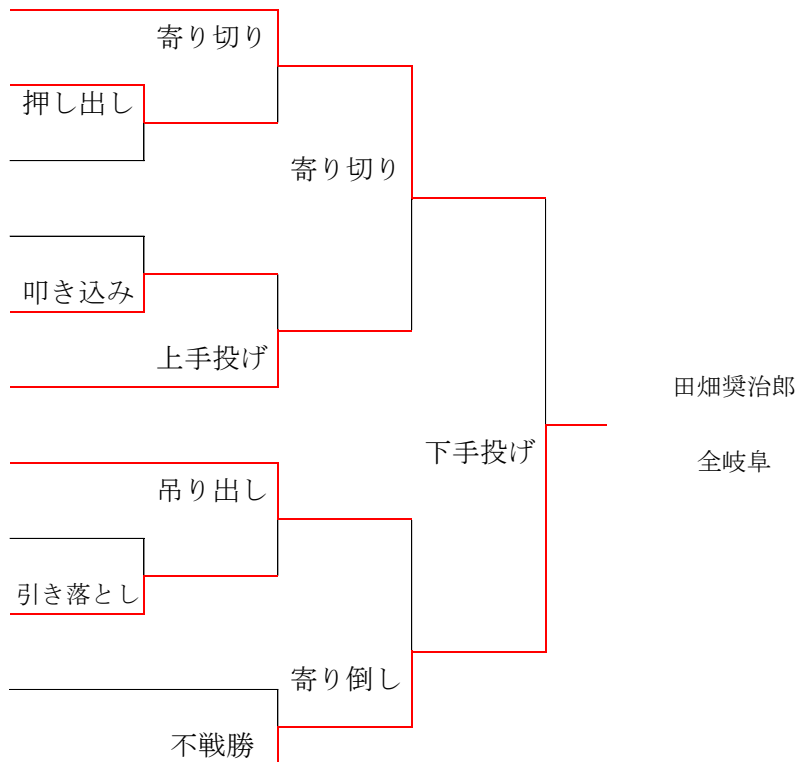 寄り切り
押し出し
寄り切り
叩き込み
上手投げ
田畑奨治郎
下手投げ
全岐阜
吊り出し
引き落とし
寄り倒し
不戦勝